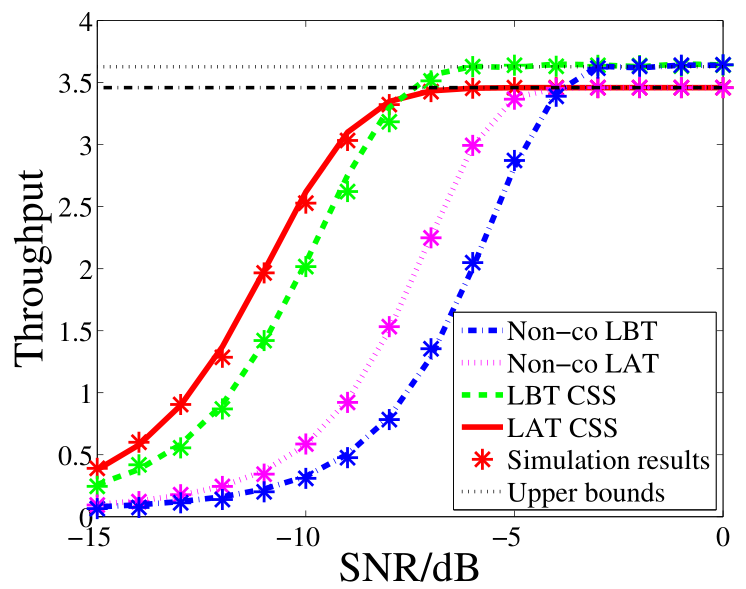 4
3.5
3
2.5
2
1.5
1
0.5
0
Throughput
−15
−10
−5
0
SNR/dB
Non−co LBT
Non−co LAT
LBT CSS
LAT CSS
Simulation results
Upper bounds